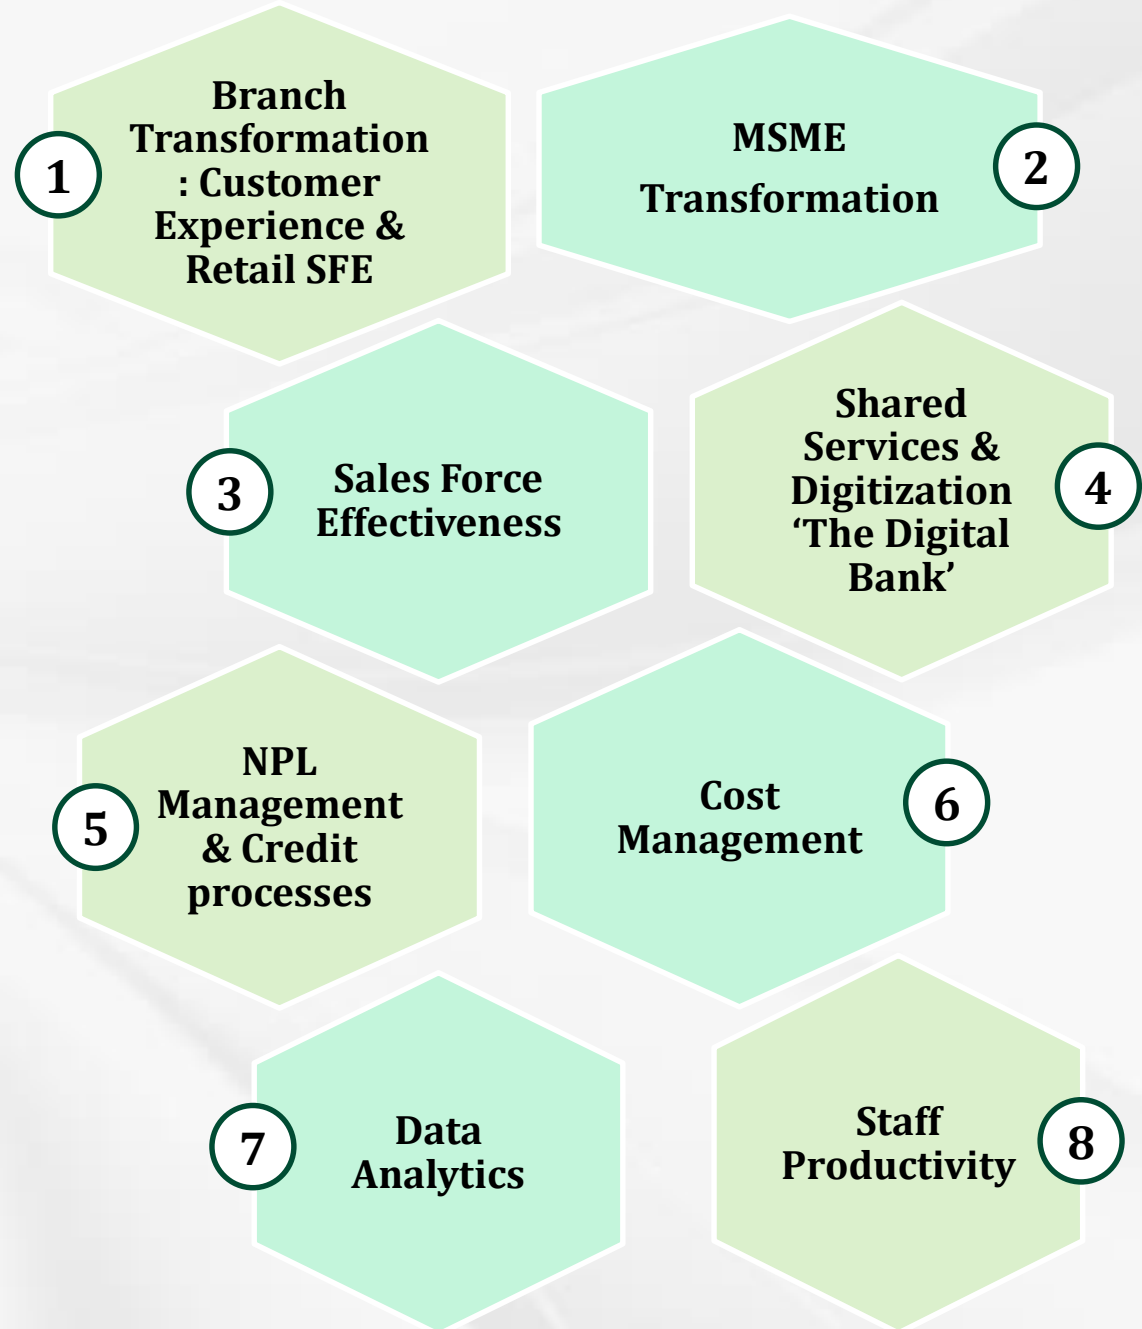 1
Branch
Transformation
: Customer
Experience &
Retail SFE
MSME
Transformation
2
3
Sales Force
Effectiveness
Shared
Services &
Digitization
‘The Digital
Bank’
4
5
NPL
Management
& Credit
processes
Cost
Management
6
7
Data
Analytics
Staff
Productivity
8